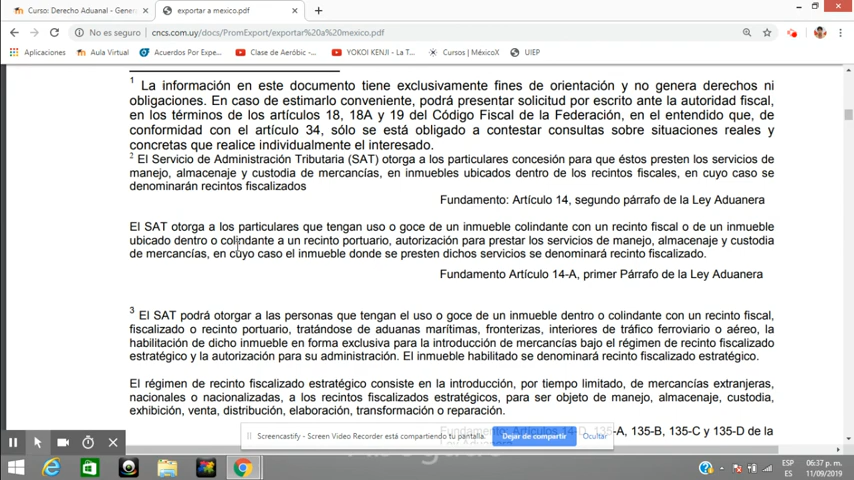 Curso: Derecho Aduanal - Gener
exportar a mexico.pdf
No es seguro | cncs.com.uy/docs/PromExport/exportar%20a%20mexico.pdf
Aplicaciones
Aula Virtual
Acuerdos Por Expe...
Clase de Aeróbic -...
YOKOI KENJI - La T...
Cursos | MéxicoX
UIEP
1 La información en este documento tiene exclusivamente fines de orientación y no genera derechos ni
obligaciones. En caso de estimarlo conveniente, podrá presentar solicitud por escrito ante la autoridad fiscal,
en los términos de los artículos 18, 18A y 19 del Código Fiscal de la Federación, en el entendido que, de
conformidad con el artículo 34, sólo se está obligado a contestar consultas sobre situaciones reales y
concretas que realice individualmente el interesado.
2 El Servicio de Administración Tributaria (SAT) otorga a los particulares concesión para que éstos presten los servicios de
manejo, almacenaje y custodia de mercancías, en inmuebles ubicados dentro de los recintos fiscales, en cuyo caso se
denominarán recintos fiscalizados
Fundamento: Artículo 14, segundo párrafo de la Ley Aduanera
El SAT otorga a los particulares que tengan uso o goce de un inmueble colindante con un recinto fiscal o de un inmueble
ubicado dentro o colindante a un recinto portuario, autorización para prestar los servicios de manejo, almacenaje y custodia
de mercancías, en cuyo caso el inmueble donde se presten dichos servicios se denominará recinto fiscalizado.
Fundamento Artículo 14-A, primer Párrafo de la Ley Aduanera
3 El SAT podrá otorgar a las personas que tengan el uso o goce de un inmueble dentro o colindante con un recinto fiscal,
fiscalizado o recinto portuario, tratándose de aduanas marítimas, fronterizas, interiores de tráfico ferroviario o aéreo, la
habilitación de dicho inmueble en forma exclusiva para la introducción de mercancías bajo el régimen de recinto fiscalizado
estratégico y la autorización para su administración. El inmueble habilitado se denominará recinto fiscalizado estratégico.
El régimen de recinto fiscalizado estratégico consiste en la introducción, por tiempo limitado, de mercancías extranjeras,
nacionales o nacionalizadas, a los recintos fiscalizados estratégicos, para ser objeto de manejo, almacenaje, custodia,
exhibición, venta, distribución, elaboración, transformación o reparación.
Fundamento: Artículos 14-D, 135-A, 135-B, 135-C y 135-D de la
Ley Aduanera
Screencastify - Screen Video Recorder está compartiendo tu pantalla.
Dejar de compartir
Ocultar
ESP
ES
06:37 p. m.
11/09/2019